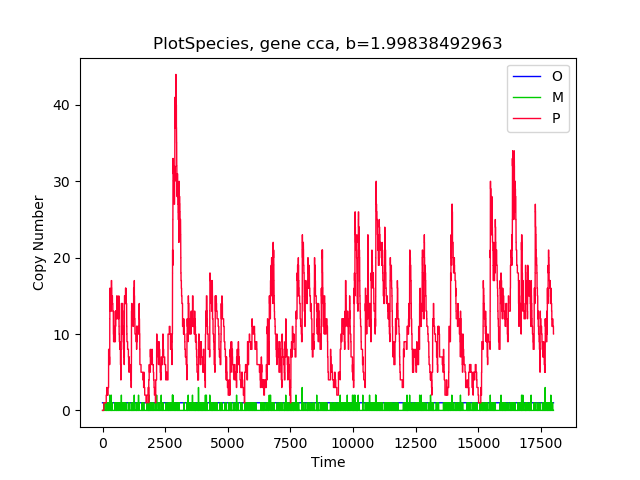 PlotSpecies, gene cca, b=1.99838492963
O
M
P
40
30
20
10
0
Copy Number
0 2500 5000 7500 10000 12500 15000 17500
Time